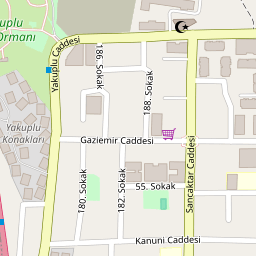 uplu
Ormanı
Yakuplu Caddesi
186. Sokak
188. Sokak
Yakuplu
Konakları
Gaziemir Caddesi
Sancaktar Caddesi
180. Sokak
182. Sokak
55. Sokak
Kanuni Caddesi